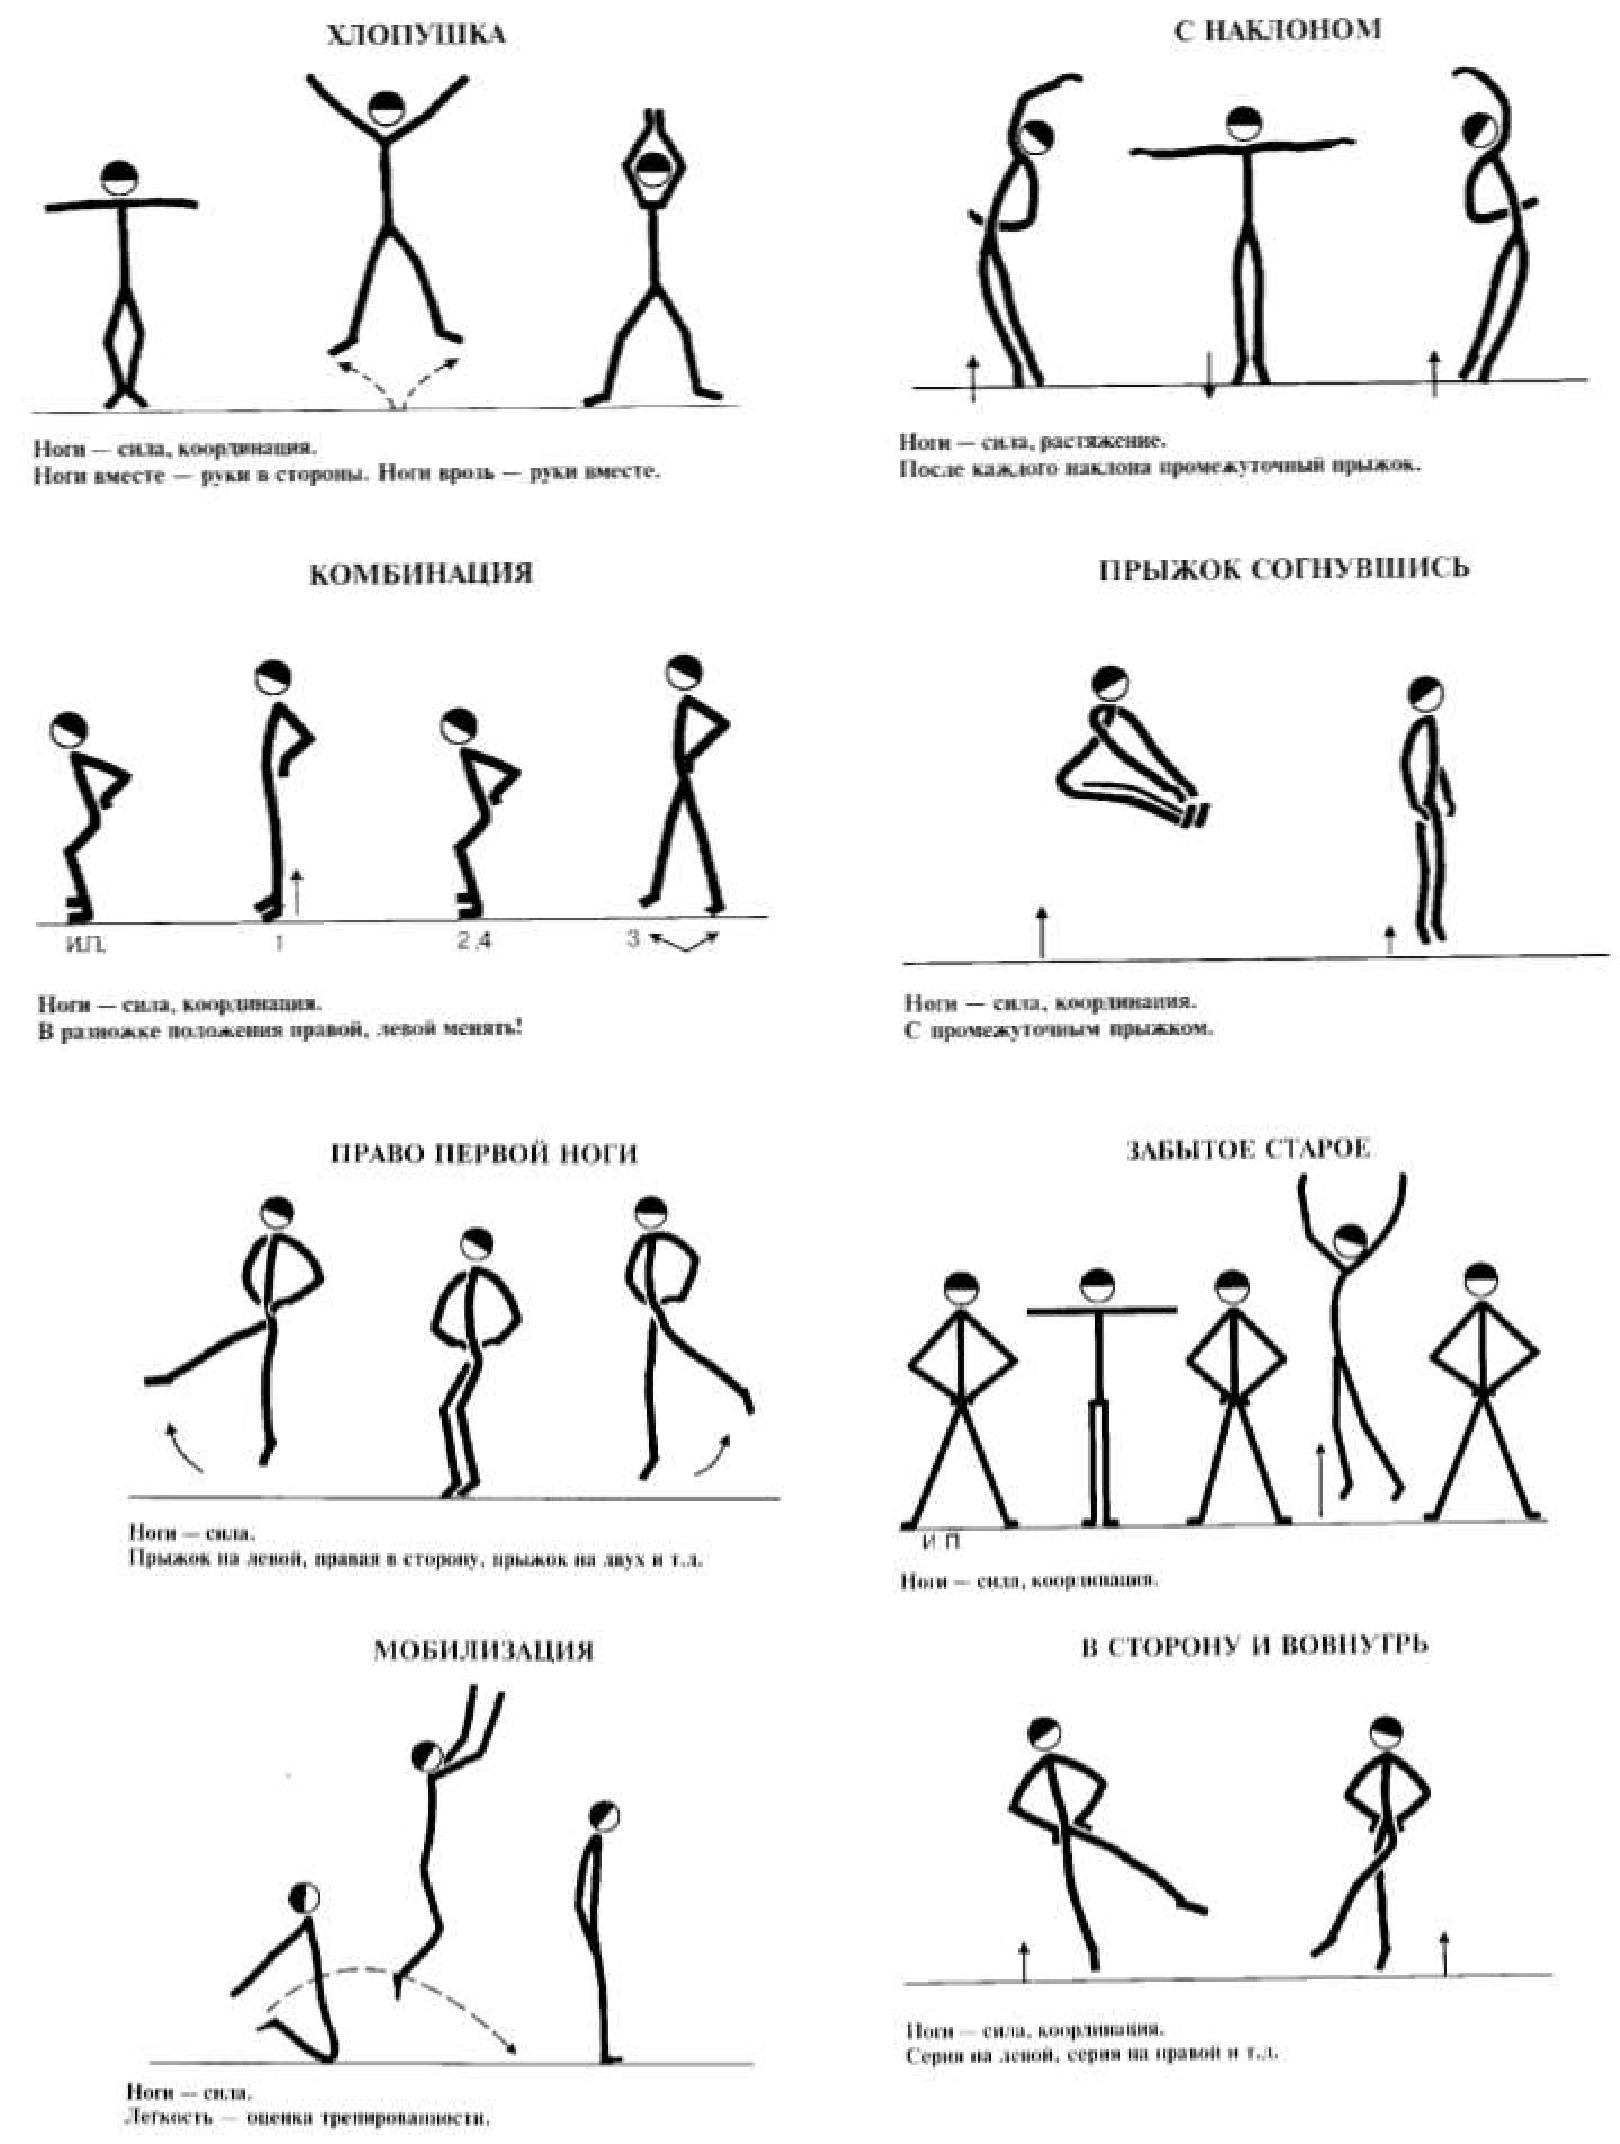 ХЛОПУШКА
Ноги — сила, координация.
Ноги вместе — руки в стороны. Ноги врозь — руки вместе.
С НАКЛОНОМ
Ноги — сила, растяжение.
После каждого наклона промежуточный прыжок.
КОМБИНАЦИЯ
И.П. 1 2,4 3
Ноги — сила, координация.
В разножке положения правой, левой менять!
ПРЫЖОК СОГНУВШИСЬ
Ноги — сила, координация.
С промежуточным прыжком.
ПРАВО ПЕРВОЙ НОГИ
Ноги — сила.
Прыжок на левой, правая в сторону, прыжок на двух и т.д.
ЗАБЫТОЕ СТАРОЕ
И П
Ноги — сила, координация.
МОБИЛИЗАЦИЯ
Ноги — сила.
Легкость — оценка тренированности.
В СТОРОНУ И ВОВНУТРЬ
Ноги — сила, координация.
Серия на левой, серия на правой и т.д.